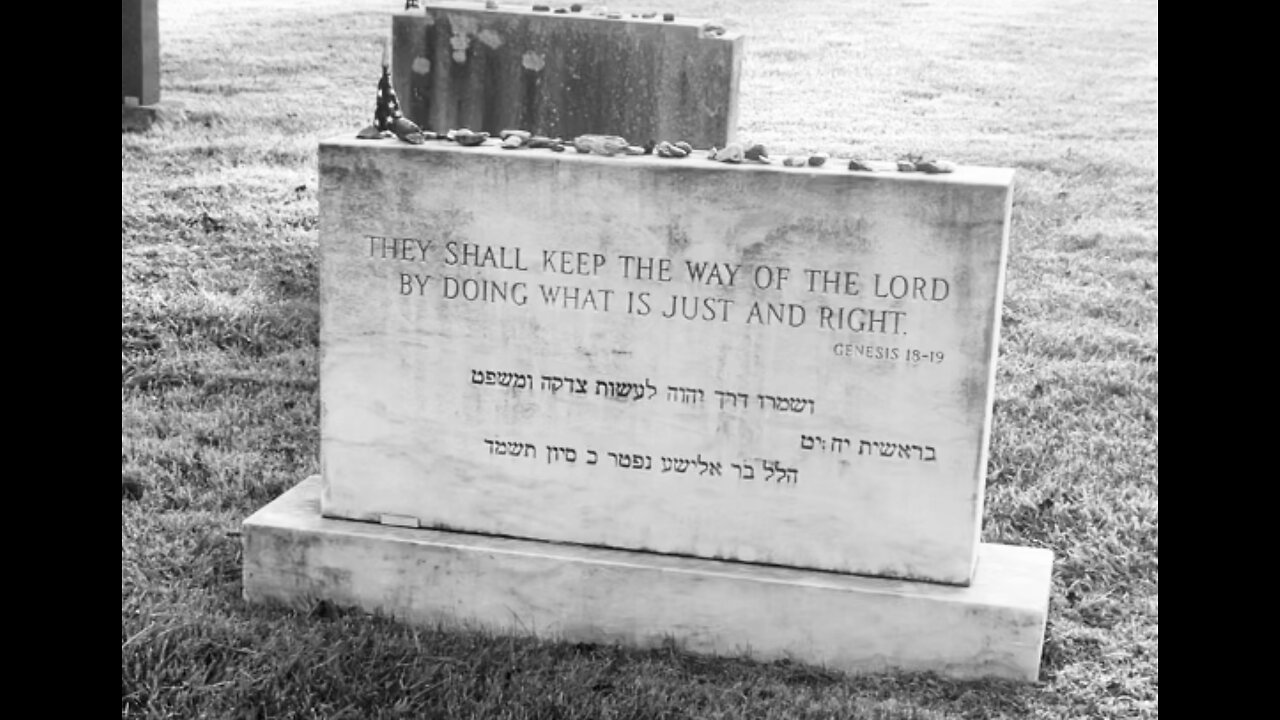 THEY SHALL KEEP THE WAY OF THE LORD
BY DOING WHAT IS JUST AND RIGHT.
GENESIS 18-19
ושמרו דרך יהוה לעשות צדקה ומשפט
בראשית יח:יט
הלל בר אלישע נפטר כ סיון תשמד